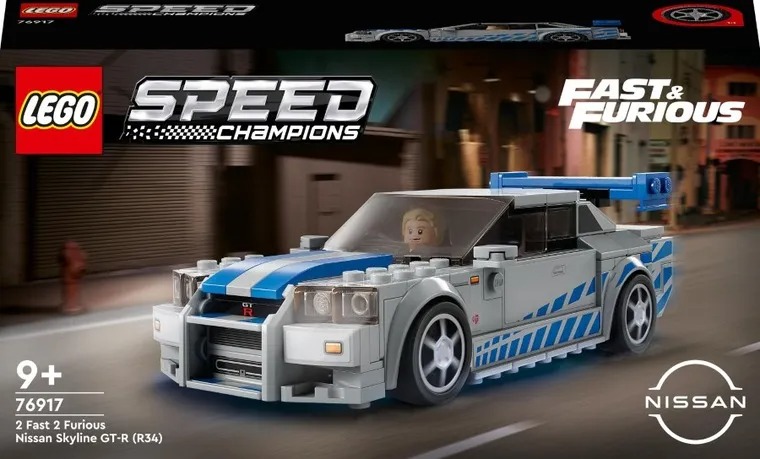 LEGO
SPEED
CHAMPIONS
76917
LEGO
SPEED
CHAMPIONS
FAST &
FURIOUS
GT
R
9+
76917
2 Fast 2 Furious
Nissan Skyline GT-R (R34)
NISSAN